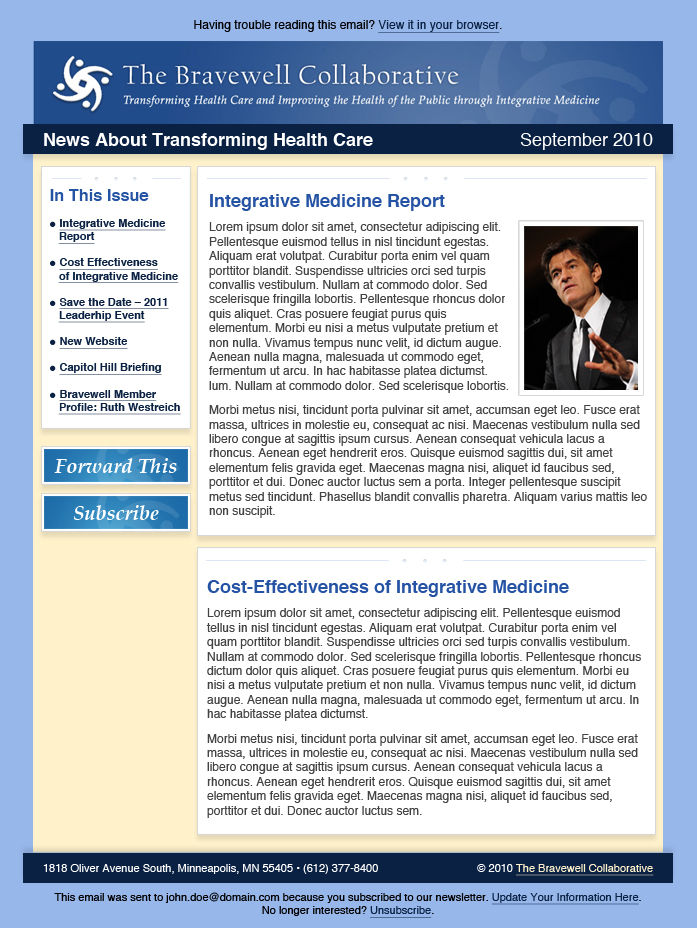 Having trouble reading this email? View it in your browser.
The Bravewell Collaborative
Transforming Health Care and Improving the Health of the Public through Integrative Medicine
News About Transforming Health Care
September 2010
In This Issue
Integrative Medicine
Report
Cost Effectiveness
of Integrative Medicine
Save the Date – 2011
Leaderhip Event
New Website
Capitol Hill Briefing
Bravewell Member
Profile: Ruth Westreich
Forward This
Subscribe
Integrative Medicine Report
Lorem ipsum dolor sit amet, consectetur adipiscing elit.
Pellentesque euismod tellus in nisl tincidunt egestas.
Aliquam erat volutpat. Curabitur porta enim vel quam
porttitor blandit. Suspendisse ultricies orci sed turpis
convallis vestibulum. Nullam at commodo dolor. Sed
scelerisque fringilla lobortis. Pellentesque rhoncus dolor
quis aliquet. Cras posuere feugiat purus quis
elementum. Morbi eu nisi a metus vulputate pretium et
non nulla. Vivamus tempus nunc velit, id dictum augue.
Aenean nulla magna, malesuada ut commodo eget,
fermentum ut arcu. In hac habitasse platea dictumst.
lum. Nullam at commodo dolor. Sed scelerisque lobortis.
Morbi metus nisi, tincidunt porta pulvinar sit amet, accumsan eget leo. Fusce erat
massa, ultrices in molestie eu, consequat ac nisi. Maecenas vestibulum nulla sed
libero congue at sagittis ipsum cursus. Aenean consequat vehicula lacus a
rhoncus. Aenean eget hendrerit eros. Quisque euismod sagittis dui, sit amet
elementum felis gravida eget. Maecenas magna nisi, aliquet id faucibus sed,
porttitor et dui. Donec auctor luctus sem a porta. Integer pellentesque suscipit
metus sed tincidunt. Phasellus blandit convallis pharetra. Aliquam varius mattis leo
non suscipit.
Cost-Effectiveness of Integrative Medicine
Lorem ipsum dolor sit amet, consectetur adipiscing elit. Pellentesque euismod
tellus in nisl tincidunt egestas. Aliquam erat volutpat. Curabitur porta enim vel
quam porttitor blandit. Suspendisse ultricies orci sed turpis convallis vestibulum.
Nullam at commodo dolor. Sed scelerisque fringilla lobortis. Pellentesque rhoncus
dictum dolor quis aliquet. Cras posuere feugiat purus quis elementum. Morbi eu
nisi a metus vulputate pretium et non nulla. Vivamus tempus nunc velit, id dictum
augue. Aenean nulla magna, malesuada ut commodo eget, fermentum ut arcu. In
hac habitasse platea dictumst.
Morbi metus nisi, tincidunt porta pulvinar sit amet, accumsan eget leo. Fusce erat
massa, ultrices in molestie eu, consequat ac nisi. Maecenas vestibulum nulla sed
libero congue at sagittis ipsum cursus. Aenean consequat vehicula lacus a
rhoncus. Aenean eget hendrerit eros. Quisque euismod sagittis dui, sit amet
elementum felis gravida eget. Maecenas magna nisi, aliquet id faucibus sed,
porttitor et dui. Donec auctor luctus sem.
1818 Oliver Avenue South, Minneapolis, MN 55405 • (612) 377-8400
© 2010 The Bravewell Collaborative
This email was sent to john.doe@domain.com because you subscribed to our newsletter. Update Your Information Here.
No longer interested? Unsubscribe.